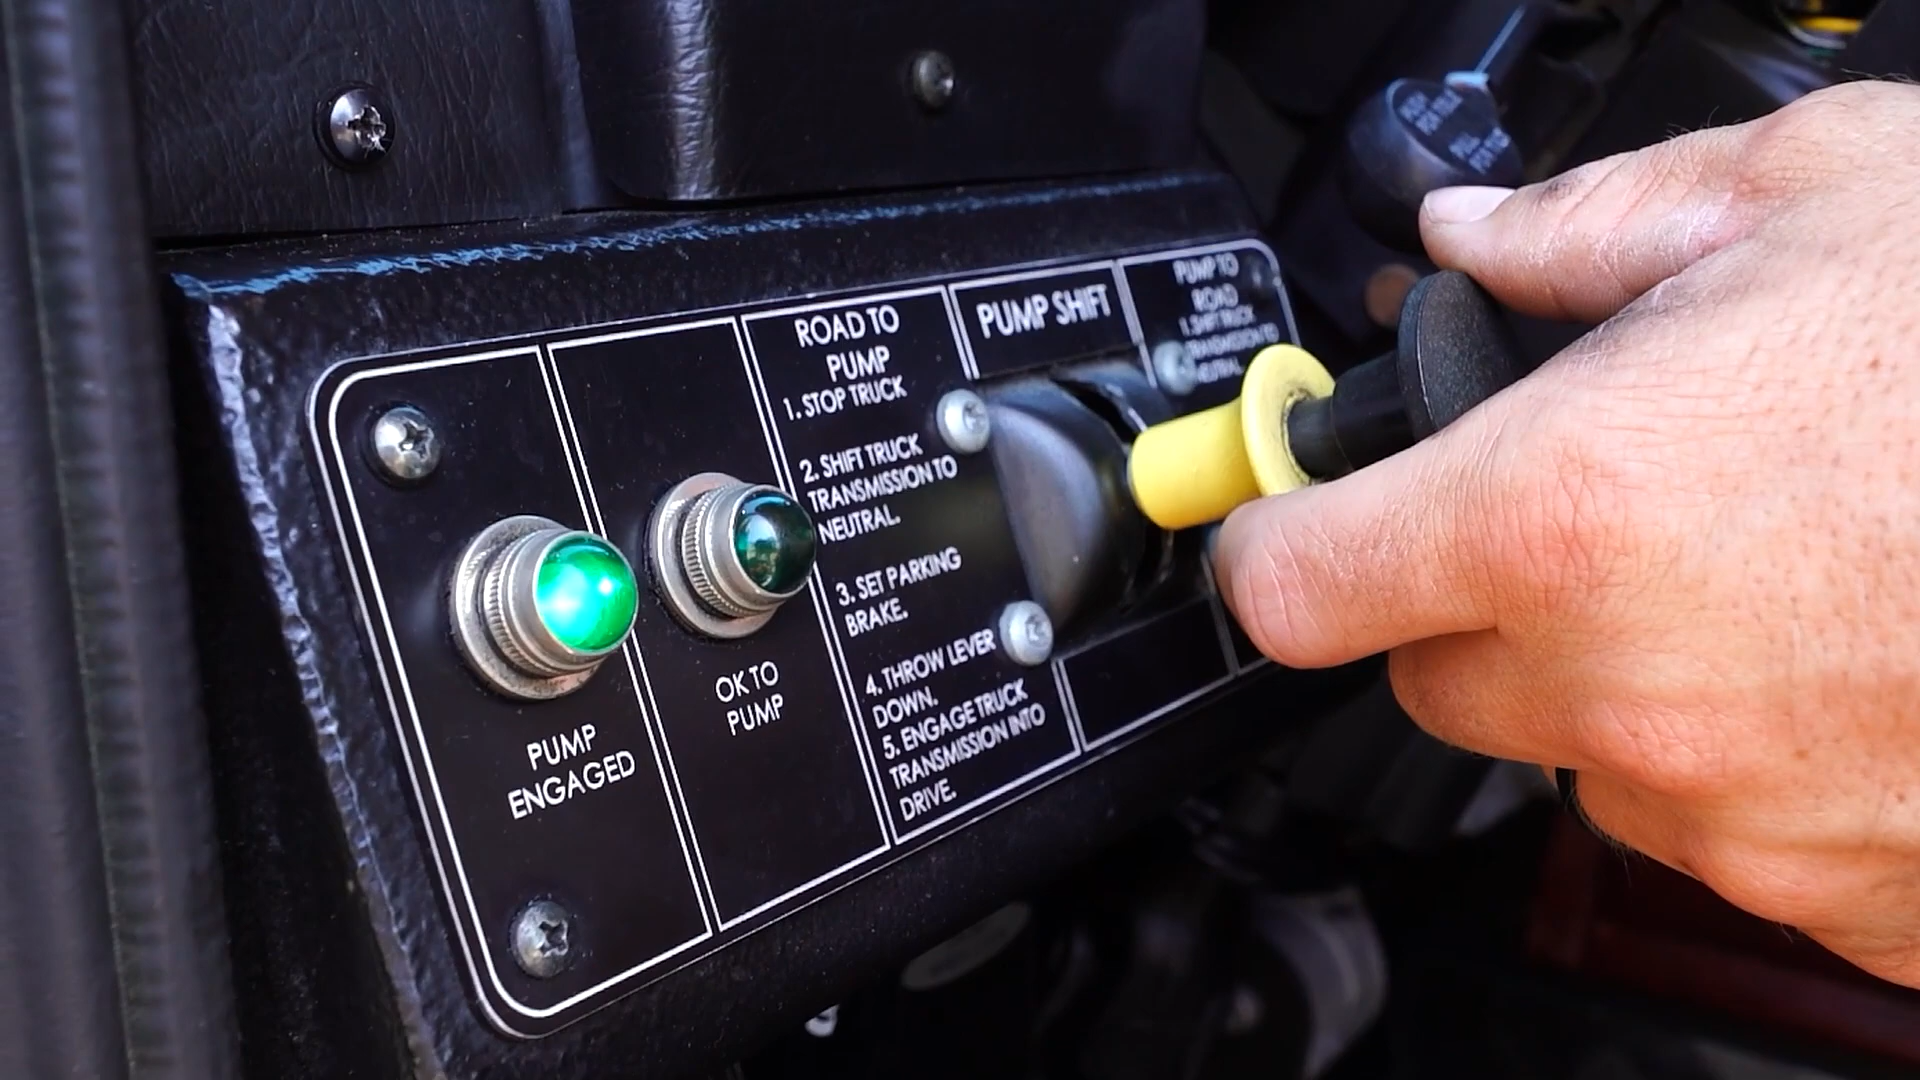 PUMP
ENGAGED
OK TO
PUMP
ROAD TO
PUMP
1. STOP TRUCK
2. SHIFT TRUCK
TRANSMISSION TO
NEUTRAL.
3. SET PARKING
BRAKE.
4. THROW LEVER
DOWN.
5. ENGAGE TRUCK
TRANSMISSION INTO
DRIVE.
PUMP SHIFT
PUMP TO
ROAD
1. SHIFT TRUCK
TO